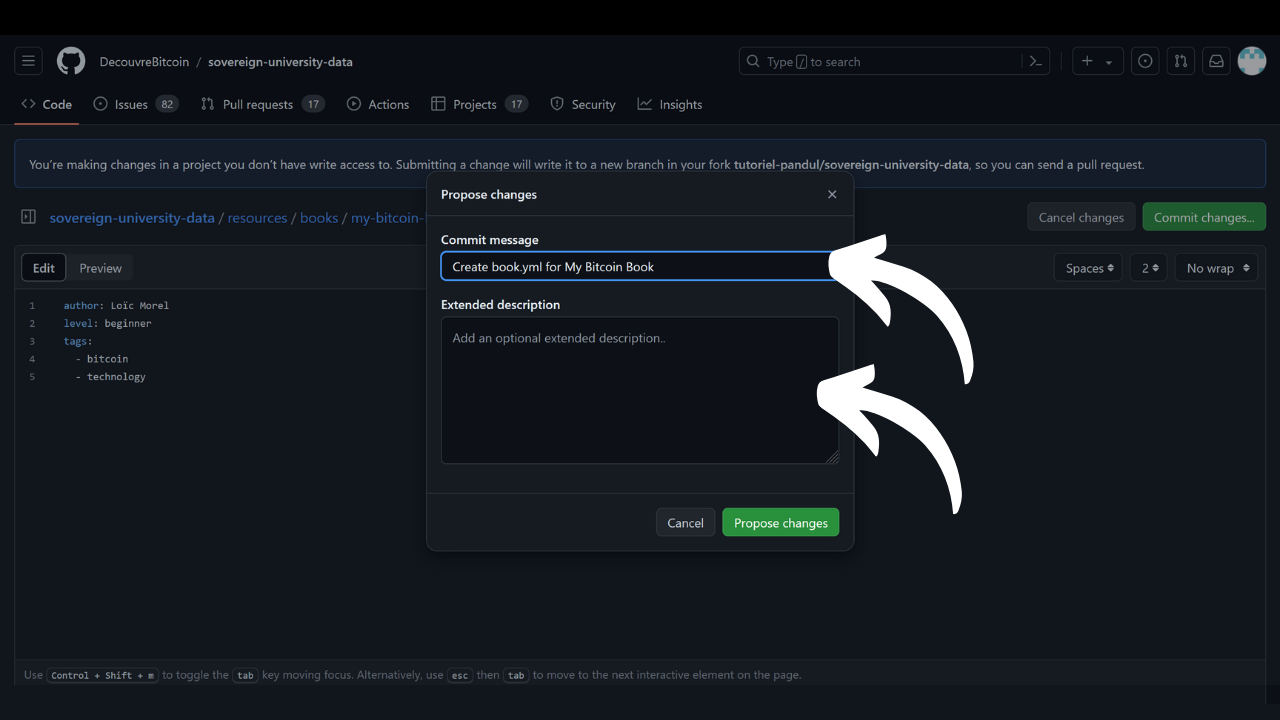 DecouvreBitcoin / sovereign-university-data
Type / to search
Code
Issues 82
Pull requests 17
Actions
Projects 17
Security
Insights
You're making changes in a project you don't have write access to. Submitting a change will write it to a new branch in your fork tutoriel-pandul/sovereign-university-data, so you can send a pull request.
sovereign-university-data / resources / books / my-bitcoin-
Cancel changes
Commit changes...
Edit
Preview
Spaces
2
No wrap
1 author: Loïc Morel
2 level: beginner
3 tags:
4 - bitcoin
5 - technology
Propose changes
Commit message
Create book.yml for My Bitcoin Book
Extended description
Add an optional extended description..
Cancel
Propose changes
Use Control + Shift + m to toggle the tab key moving focus. Alternatively, use esc then tab to move to the next interactive element on the page.